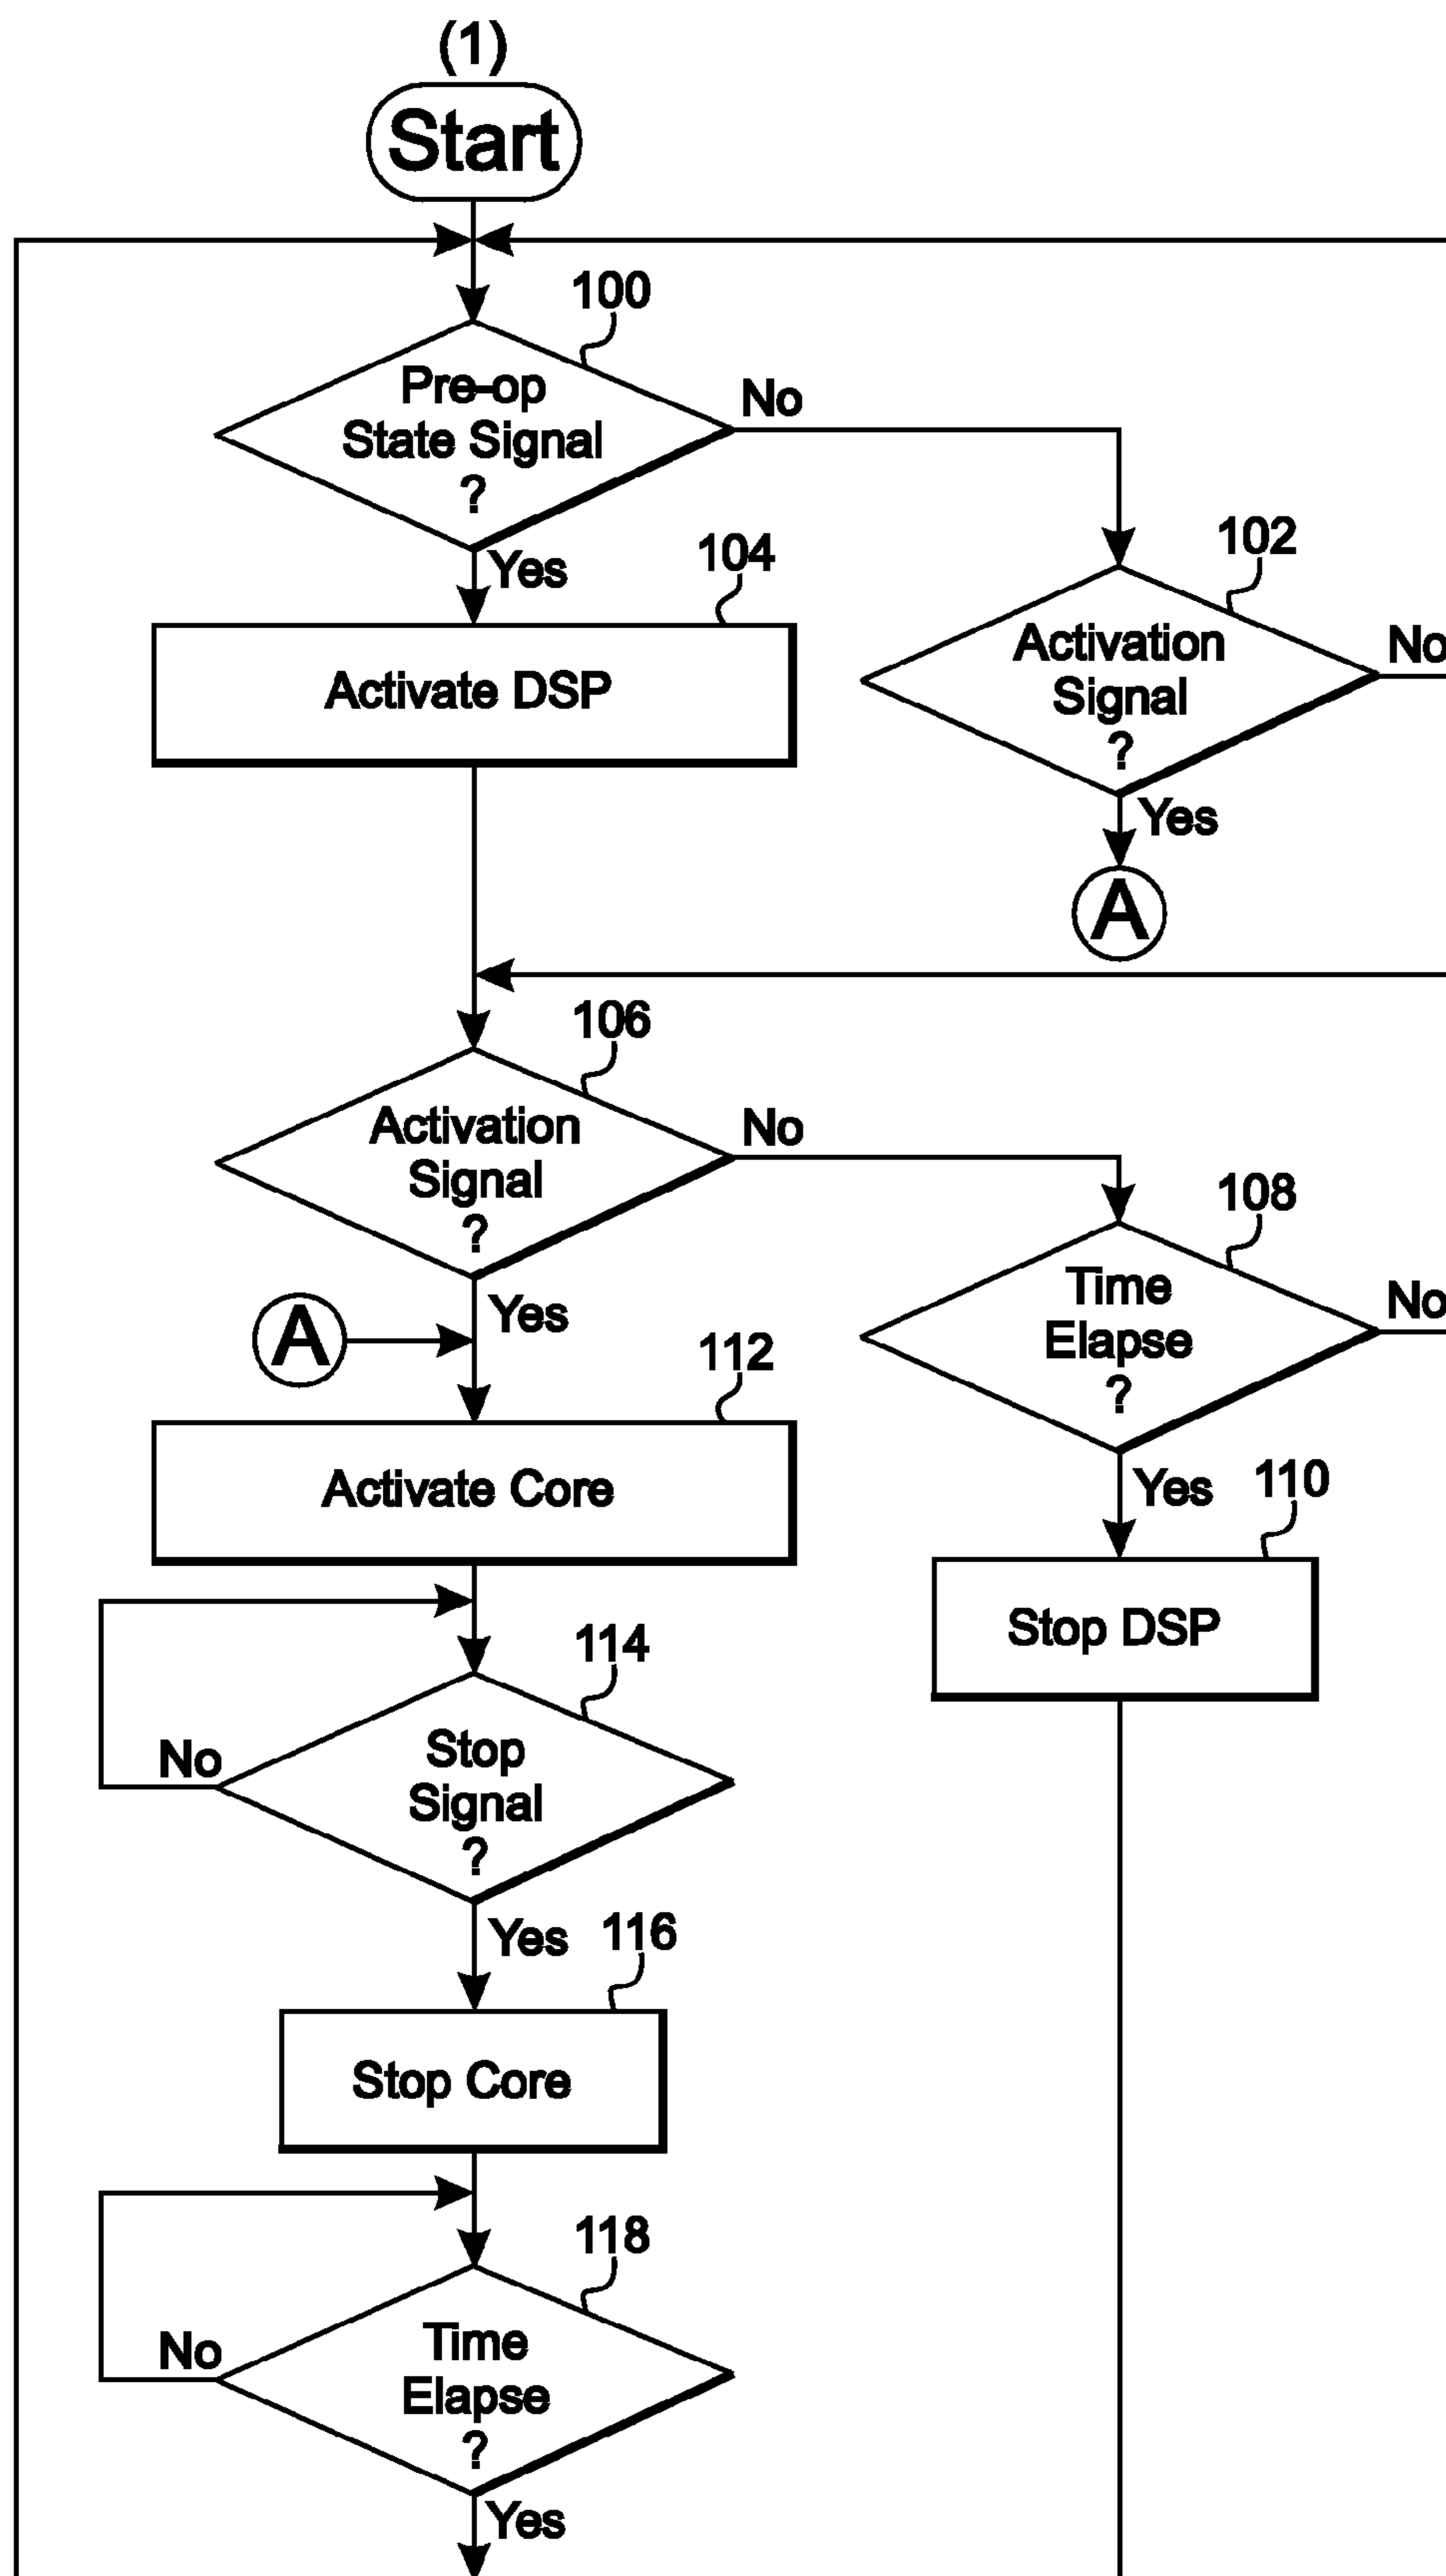 (1)
Start
100
Pre-op
State Signal
?
No
Yes
102
Activation
Signal
?
No
Yes
A
104
Activate DSP
106
Activation
Signal
?
No
Yes
108
Time
Elapse
?
No
Yes
110
Stop DSP
A
112
Activate Core
114
Stop
Signal
?
No
Yes
116
Stop Core
118
Time
Elapse
?
No
Yes